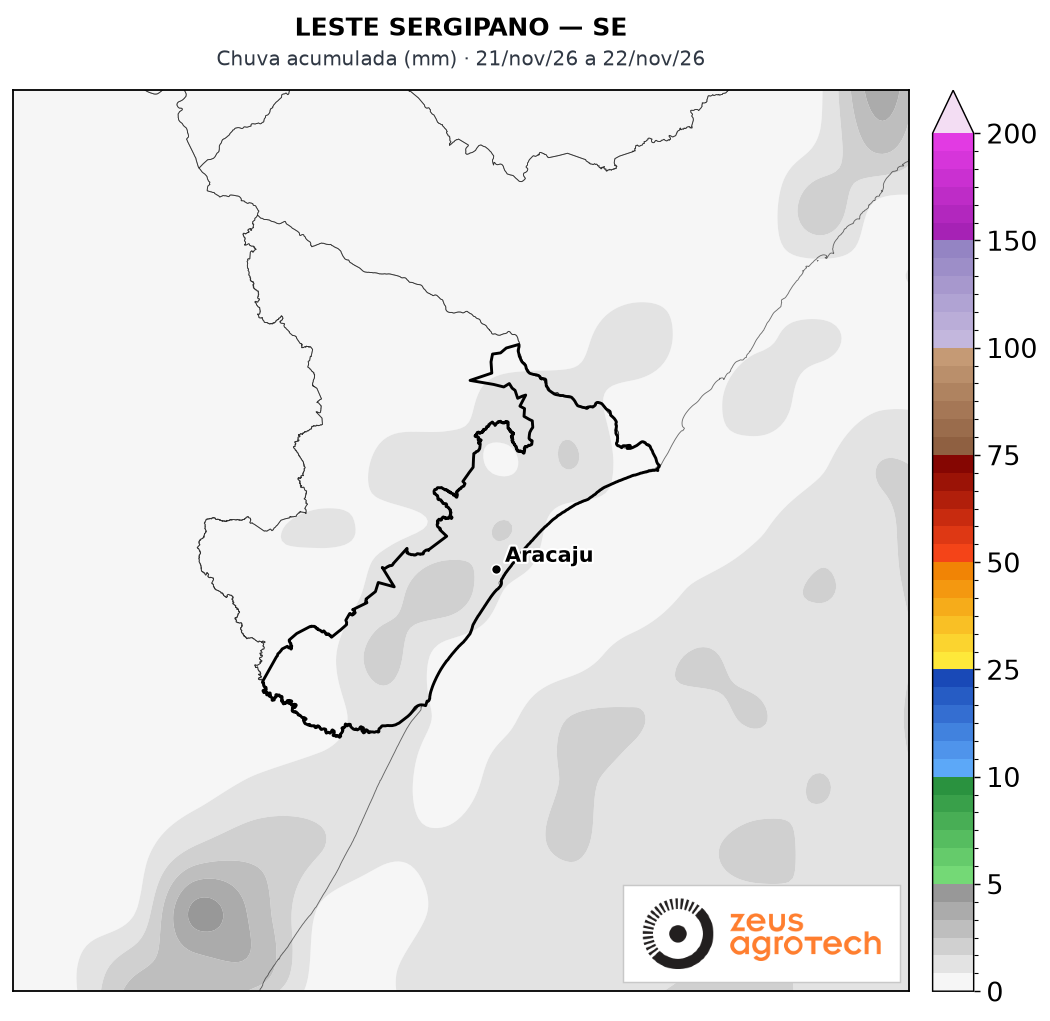 LESTE SERGIPANO — SE
Chuva acumulada (mm) · 21/nov/26 a 22/nov/26
200
150
100
75
50
25
10
5
0
Aracaju
zeus
agrotech